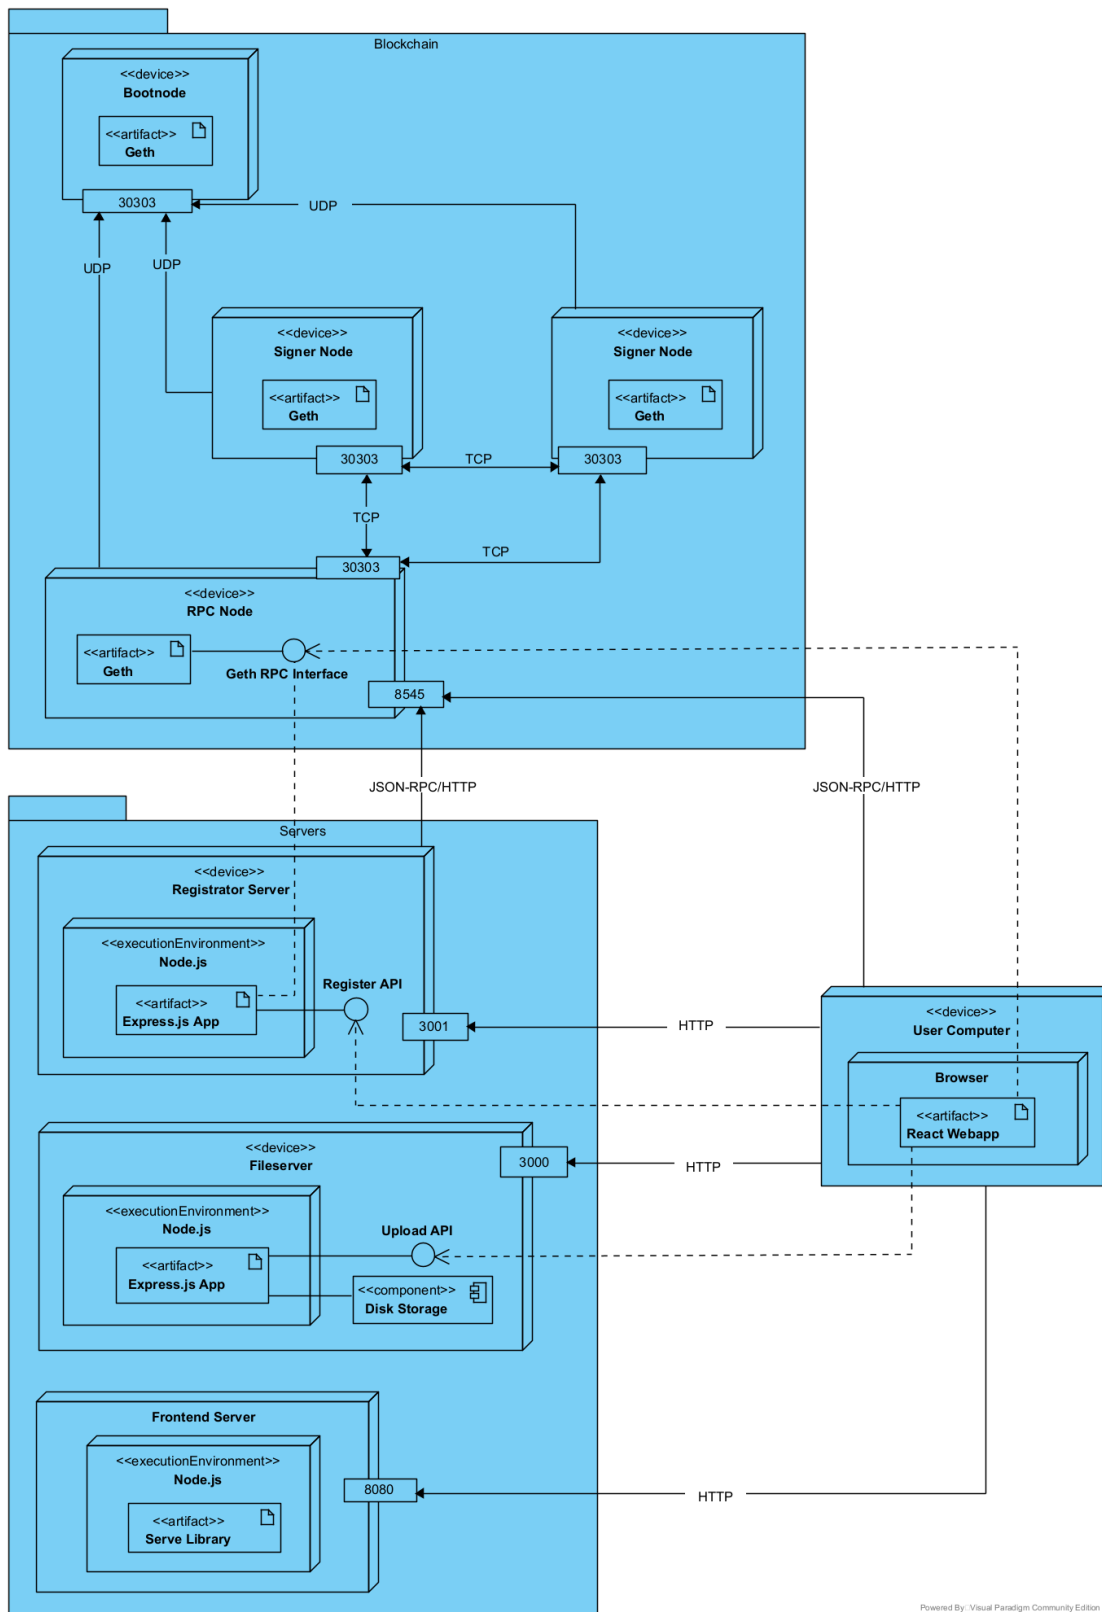 Blockchain
<<device>>
Bootnode
<<artifact>>
Geth
30303
UDP
UDP
UDP
<<device>>
Signer Node
<<artifact>>
Geth
30303
<<device>>
Signer Node
<<artifact>>
Geth
30303
TCP
TCP
TCP
30303
<<device>>
RPC Node
<<artifact>>
Geth
Geth RPC Interface
8545
JSON-RPC/HTTP
JSON-RPC/HTTP
Servers
<<device>>
Registrator Server
<<executionEnvironment>>
Node.js
<<artifact>>
Express.js App
Register API
3001
HTTP
<<device>>
User Computer
Browser
<<artifact>>
React Webapp
<<device>>
Fileserver
3000
HTTP
<<executionEnvironment>>
Node.js
<<artifact>>
Express.js App
Upload API
<<component>>
Disk Storage
Frontend Server
<<executionEnvironment>>
Node.js
<<artifact>>
Serve Library
8080
HTTP
Powered By: Visual Paradigm Community Edition